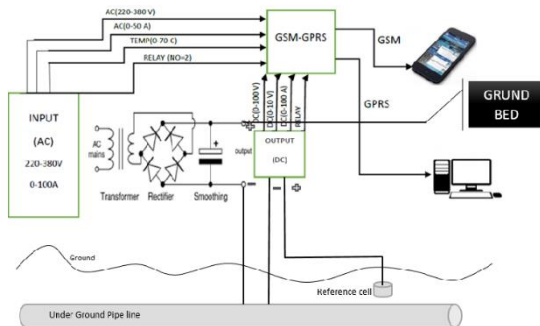 AC(220-300 V)
AC(0-50 A)
TEMP(0-70 C)
RELAY (NO=2)
GSM-GPRS
GSM
GPRS
GRUND
BED
INPUT
(AC)
220-380V
0-100A
AC
mains
Transformer
Rectifier
Smoothing
output
output
DC(0-100 V)
DC(0-10 V)
DC(0-100 A)
RELAY
OUTPUT
(DC)
Ground
Reference cell
Under Ground Pipe line